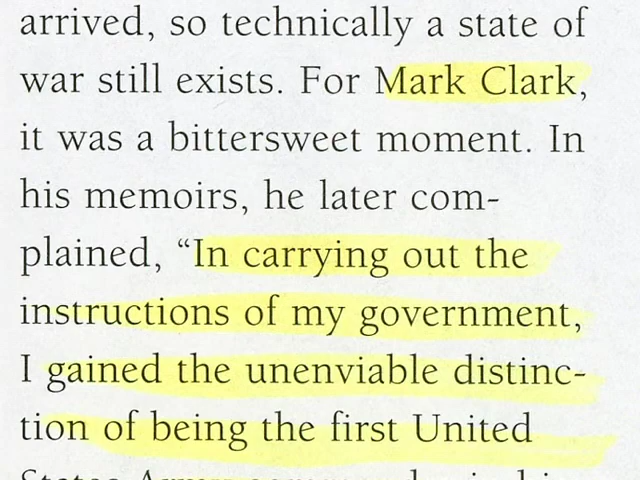 arrived, so technically a state of
war still exists. For Mark Clark,
it was a bittersweet moment. In
his memoirs, he later com-
plained, “In carrying out the
instructions of my government,
I gained the unenviable distinc-
tion of being the first United
States Army